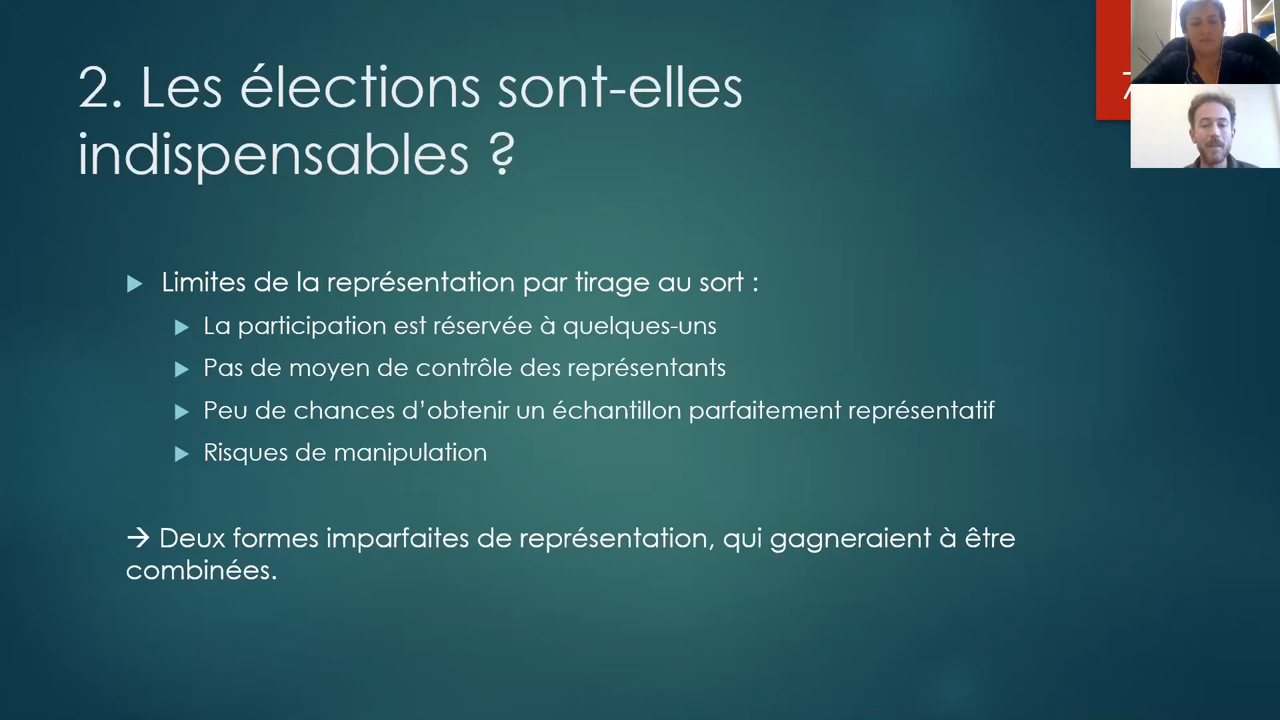 2. Les élections sont-elles
indispensables ?
Limites de la représentation par tirage au sort :
La participation est réservée à quelques-uns
Pas de moyen de contrôle des représentants
Peu de chances d’obtenir un échantillon parfaitement représentatif
Risques de manipulation
→ Deux formes imparfaites de représentation, qui gagneraient à être
combinées.